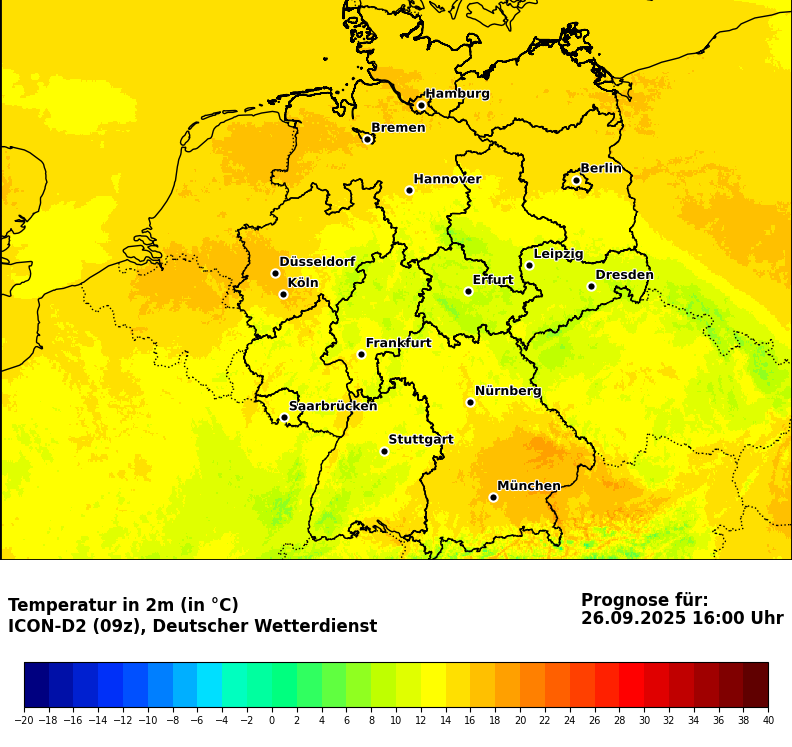 Hamburg
Bremen
Berlin
Hannover
Leipzig
Düsseldorf
Dresden
Köln
Erfurt
Frankfurt
Nürnberg
Saarbrücken
Stuttgart
München
Temperatur in 2m (in °C)
ICON-D2 (09z), Deutscher Wetterdienst
Prognose für:
26.09.2025 16:00 Uhr
−20 −18 −16 −14 −12 −10 −8 −6 −4 −2 0 2 4 6 8 10 12 14 16 18 20 22 24 26 28 30 32 34 36 38 40